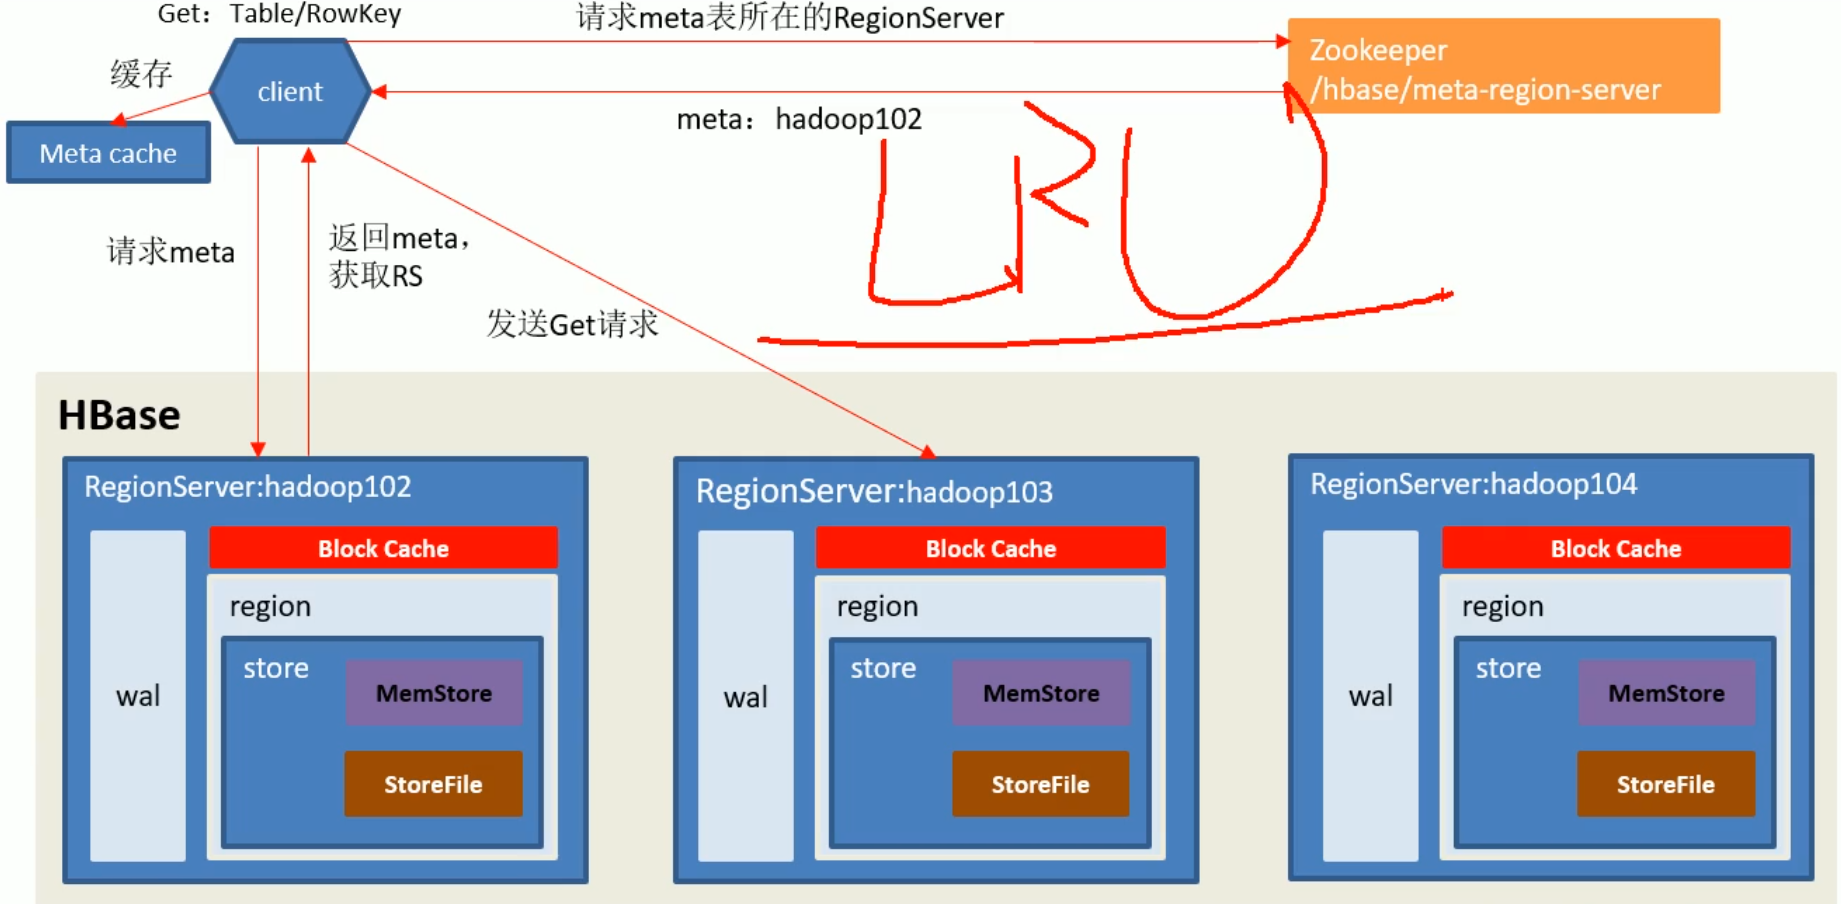 Get：Table/RowKey
请求meta表所在的RegionServer
Zookeeper
/hbase/meta-region-server
缓存
client
meta：hadoop102
Meta cache
LRU
请求meta
返回meta，
获取RS
发送Get请求
HBase
RegionServer:hadoop102
Block Cache
region
store
wal
MemStore
StoreFile
RegionServer:hadoop103
Block Cache
region
store
wal
MemStore
StoreFile
RegionServer:hadoop104
Block Cache
region
store
wal
MemStore
StoreFile